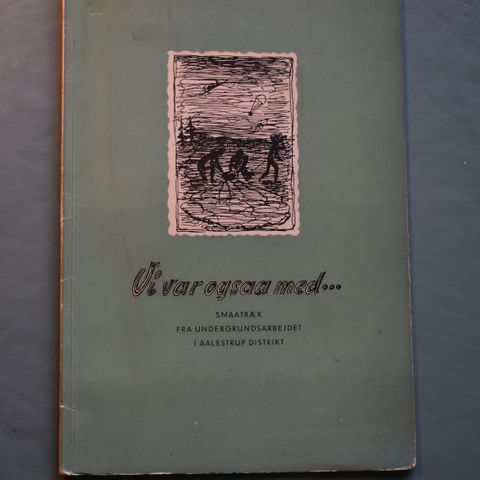 Vi var ogsaa med...
SMAATRÆK
FRA UNDERGRUNDSARBEJDET
I AALESTRUP DISTRIKT